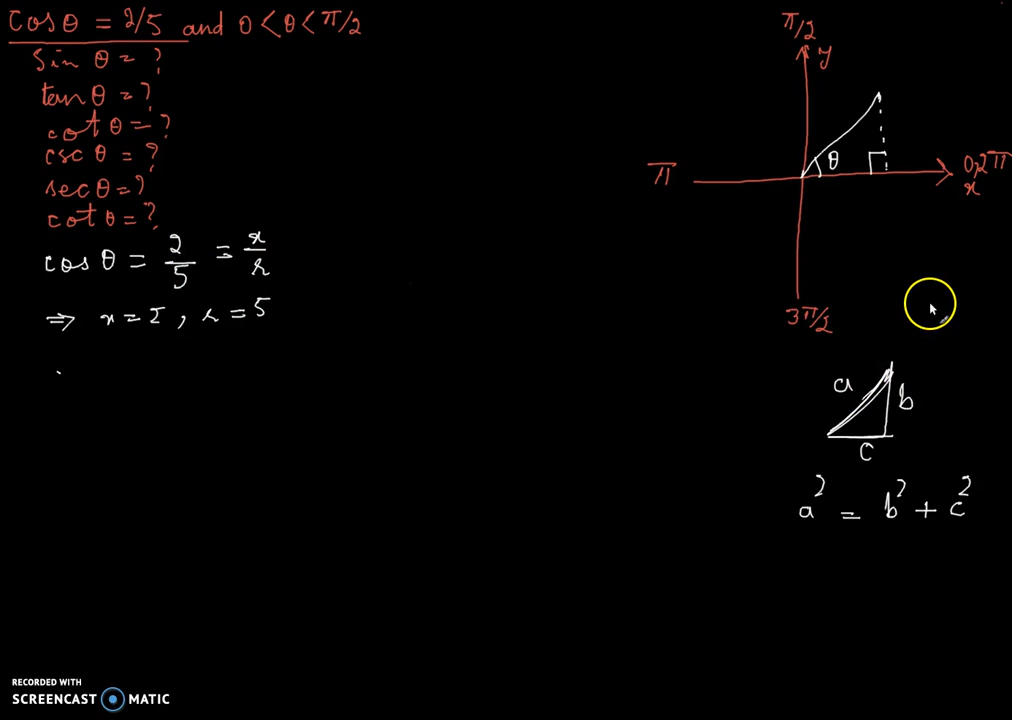 cosθ = 2/5 and 0 < θ < π/2
sin θ = ?
tan θ = ?
cot θ = ?
csc θ = ?
sec θ = ?
cot θ = ?
cos θ = 2/5 = x/r
⇒ x = 2, r = 5
π/2
y
θ
π
0,2π
x
3π/2
a
b
c
a² = b² + c²
RECORDED WITH
SCREENCAST MATIC